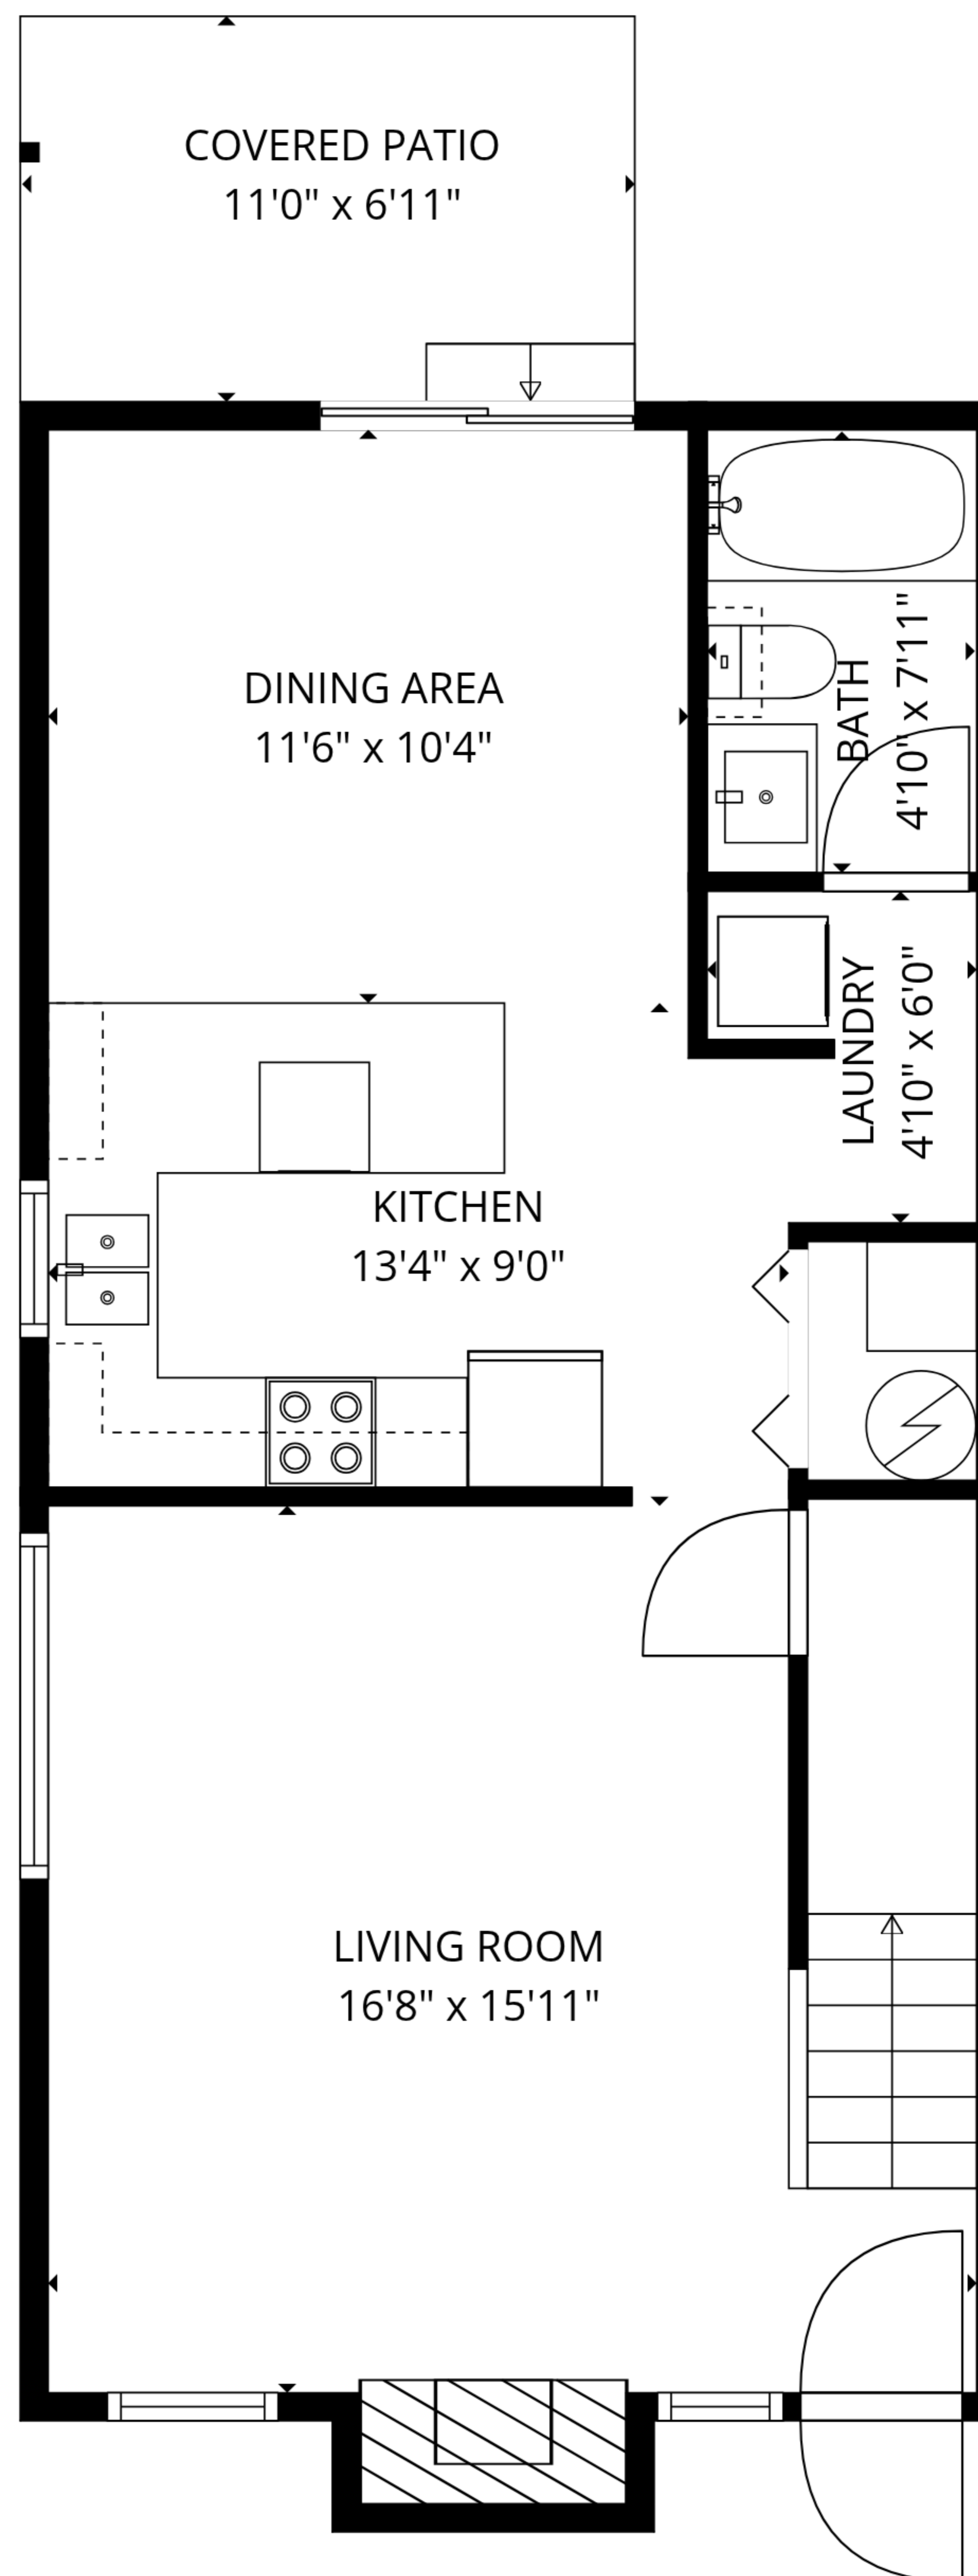 COVERED PATIO
11'0" x 6'11"
DINING AREA
11'6" x 10'4"
BATH
4'10" x 7'11"
LAUNDRY
4'10" x 6'0"
KITCHEN
13'4" x 9'0"
LIVING ROOM
16'8" x 15'11"